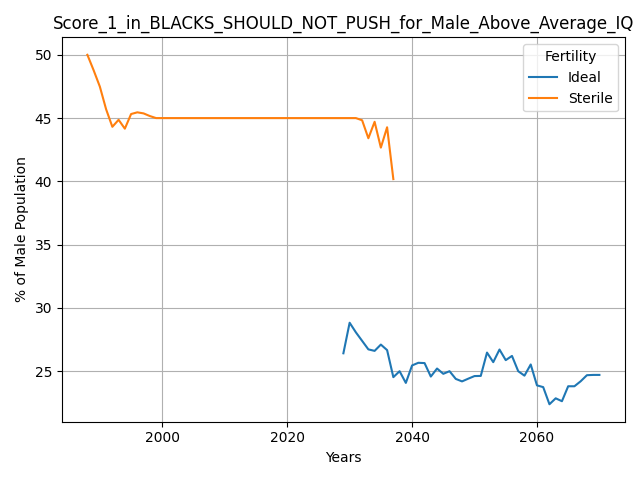 Score_1_in_BLACKS_SHOULD_NOT_PUSH_for_Male_Above_Average_IQ
Fertility
Ideal
Sterile
% of Male Population
50
45
40
35
30
25
2000
2020
2040
2060
Years